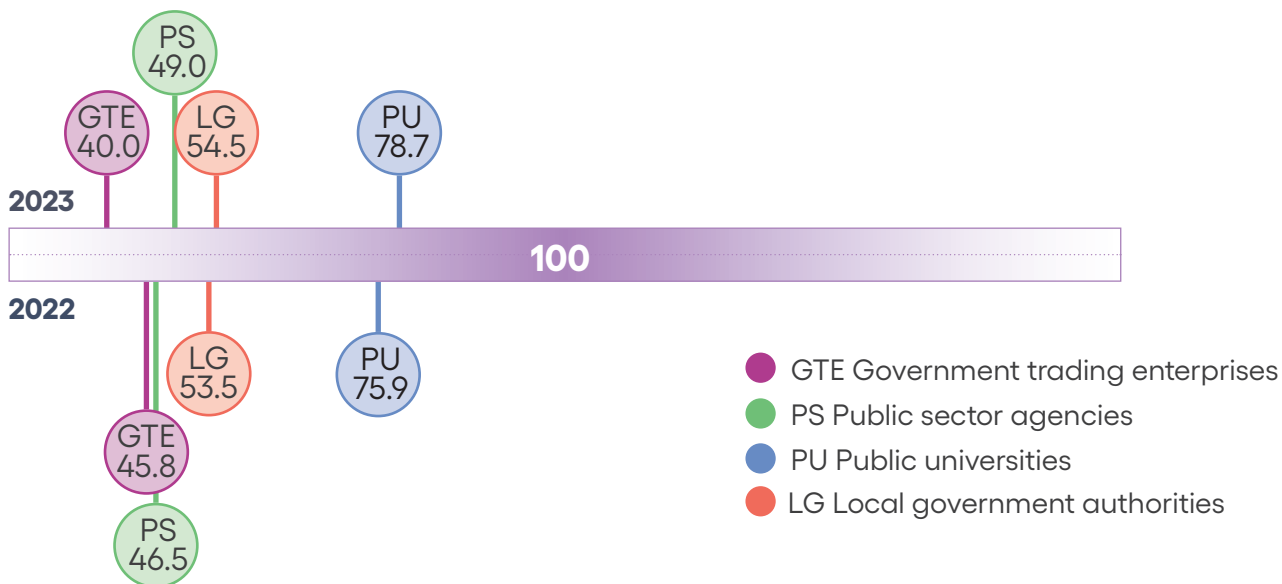 PS
49.0
GTE
40.0
LG
54.5
PU
78.7
2023
100
2022
LG
53.5
PU
75.9
GTE
45.8
PS
46.5
GTE Government trading enterprises
PS Public sector agencies
PU Public universities
LG Local government authorities